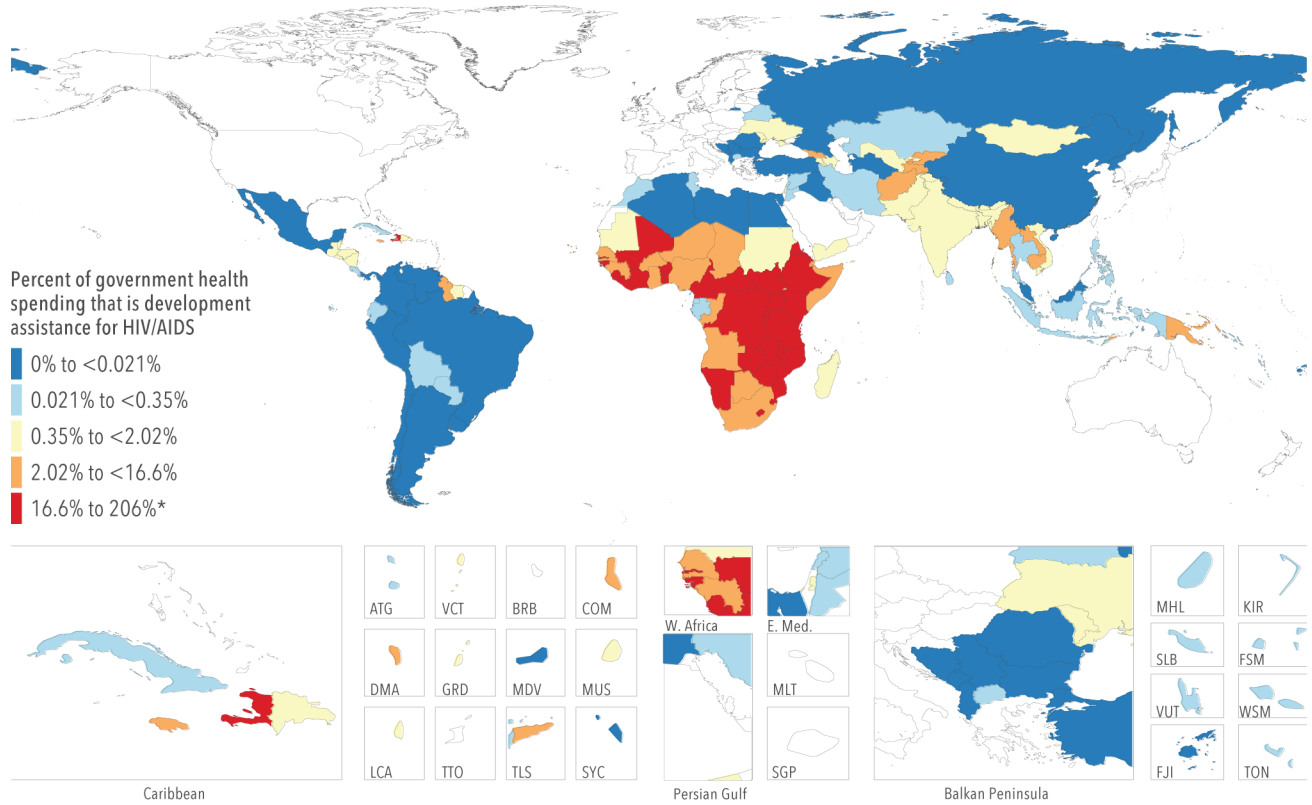 Percent of government health
spending that is development
assistance for HIV/AIDS
0% to <0.021%
0.021% to <0.35%
0.35% to <2.02%
2.02% to <16.6%
16.6% to 206%*
ATG
VCT
BRB
COM
W. Africa
E. Med.
MHL
KIR
DMA
GRD
MDV
MUS
MLT
SLB
FSM
VUT
WSM
LCA
TTO
TLS
SYC
SGP
FJI
TON
Caribbean
Persian Gulf
Balkan Peninsula